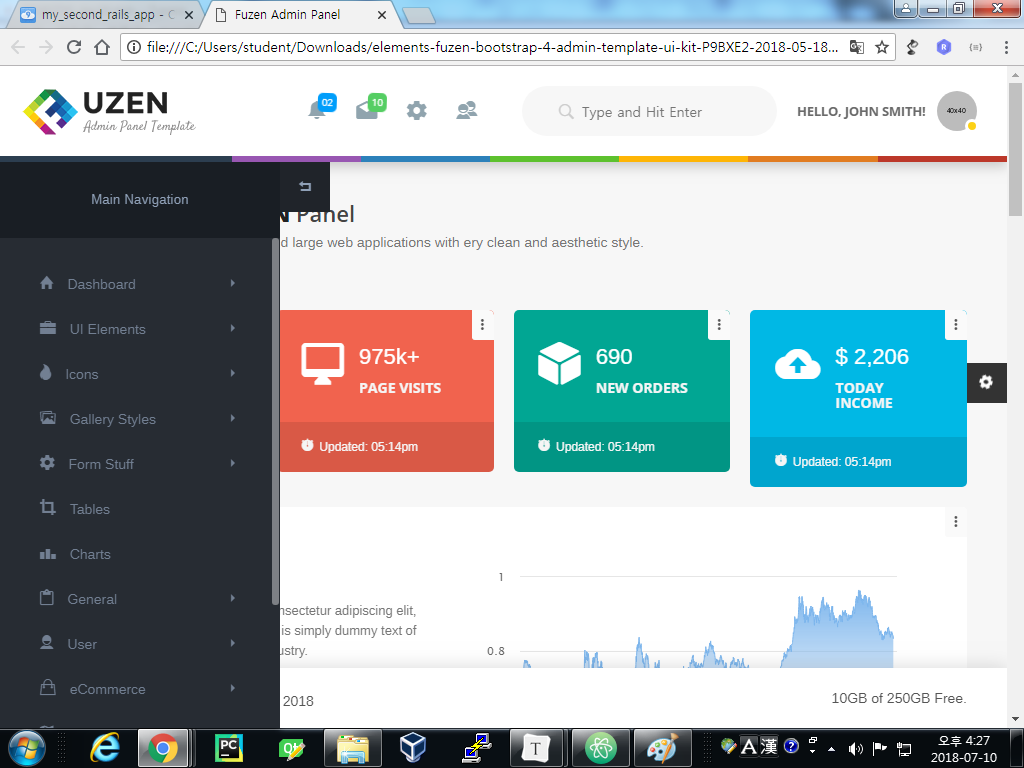 my_second_rails_app - C
Fuzen Admin Panel
file:///C:/Users/student/Downloads/elements-fuzen-bootstrap-4-admin-template-ui-kit-P9BXE2-2018-05-18...
UZEN
Admin Panel Template
02
10
Type and Hit Enter
HELLO, JOHN SMITH!
40x40
Main Navigation
N Panel
d large web applications with ery clean and aesthetic style.
Dashboard
UI Elements
Icons
Gallery Styles
Form Stuff
Tables
Charts
General
User
eCommerce
975k+
PAGE VISITS
Updated: 05:14pm
690
NEW ORDERS
Updated: 05:14pm
$ 2,206
TODAY
INCOME
Updated: 05:14pm
nsectetur adipiscing elit,
is simply dummy text of
ustry.
1
0.8
2018
10GB of 250GB Free.
PC
T
A 漢
오후 4:27
2018-07-10